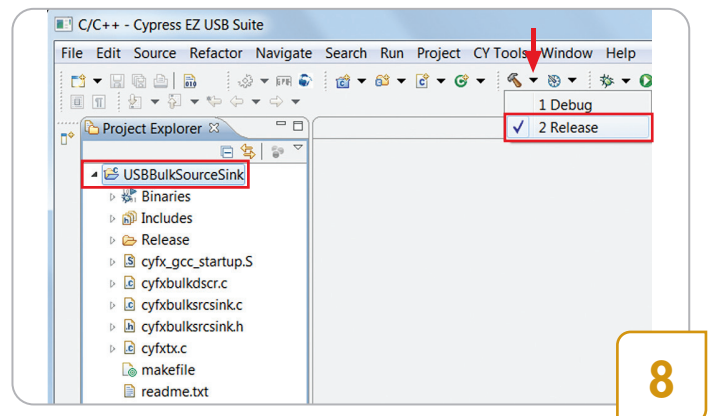 C/C++ - Cypress EZ USB Suite
File Edit Source Refactor Navigate Search Run Project CY Tools Window Help
1 Debug
2 Release
Project Explorer
USBBulkSourceSink
Binaries
Includes
Release
cyfx_gcc_startup.S
cyfxbulkdscr.c
cyfxbulksrcsink.c
cyfxbulksrcsink.h
cyfxtx.c
makefile
readme.txt
8